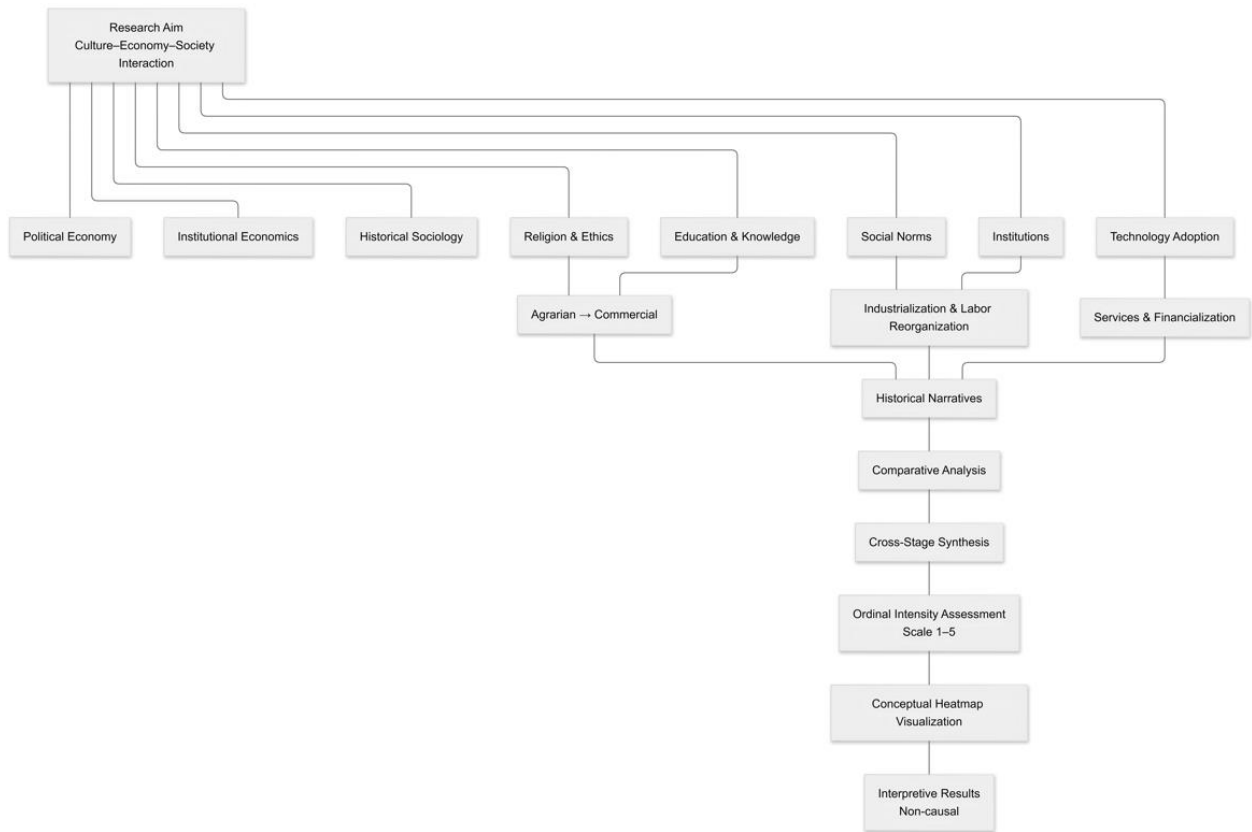 Research Aim
Culture–Economy–Society
Interaction
Political Economy
Institutional Economics
Historical Sociology
Religion & Ethics
Education & Knowledge
Social Norms
Institutions
Technology Adoption
Agrarian → Commercial
Industrialization & Labor
Reorganization
Services & Financialization
Historical Narratives
Comparative Analysis
Cross-Stage Synthesis
Ordinal Intensity Assessment
Scale 1–5
Conceptual Heatmap
Visualization
Interpretive Results
Non-causal